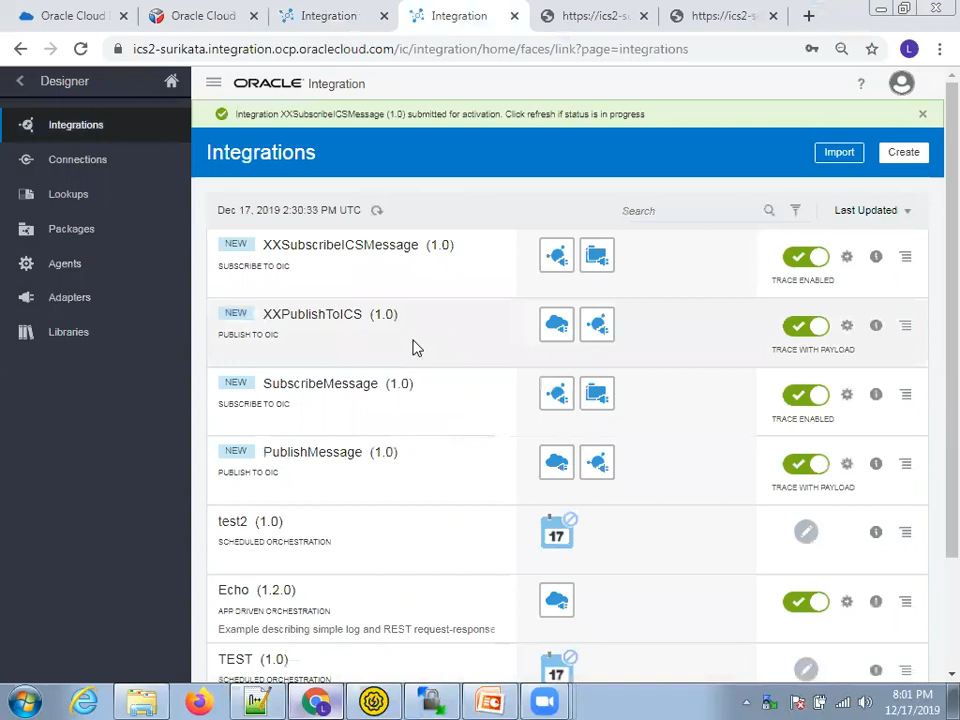 Oracle Cloud
Oracle Cloud
Integration
Integration
https://ics2-s
https://ics2-s
ics2-surikata.integration.ocp.oraclecloud.com/ic/integration/home/faces/link?page=integrations
L
Designer
ORACLE Integration
?
Integrations
Integration XXSubscribeICSMessage (1.0) submitted for activation. Click refresh if status is in progress
Connections
Lookups
Packages
Agents
Adapters
Libraries
Integrations
Import
Create
Dec 17, 2019 2:30:33 PM UTC
Search
Last Updated
NEW XXSubscribeICSMessage (1.0)
SUBSCRIBE TO OIC
TRACE ENABLED
NEW XXPublishToICS (1.0)
PUBLISH TO OIC
TRACE WITH PAYLOAD
NEW SubscribeMessage (1.0)
SUBSCRIBE TO OIC
TRACE ENABLED
NEW PublishMessage (1.0)
PUBLISH TO OIC
TRACE WITH PAYLOAD
test2 (1.0)
SCHEDULED ORCHESTRATION
17
Echo (1.2.0)
APP DRIVEN ORCHESTRATION
Example describing simple log and REST request-response
TEST (1.0)
SCHEDULED ORCHESTRATION
17
8:01 PM
12/17/2019